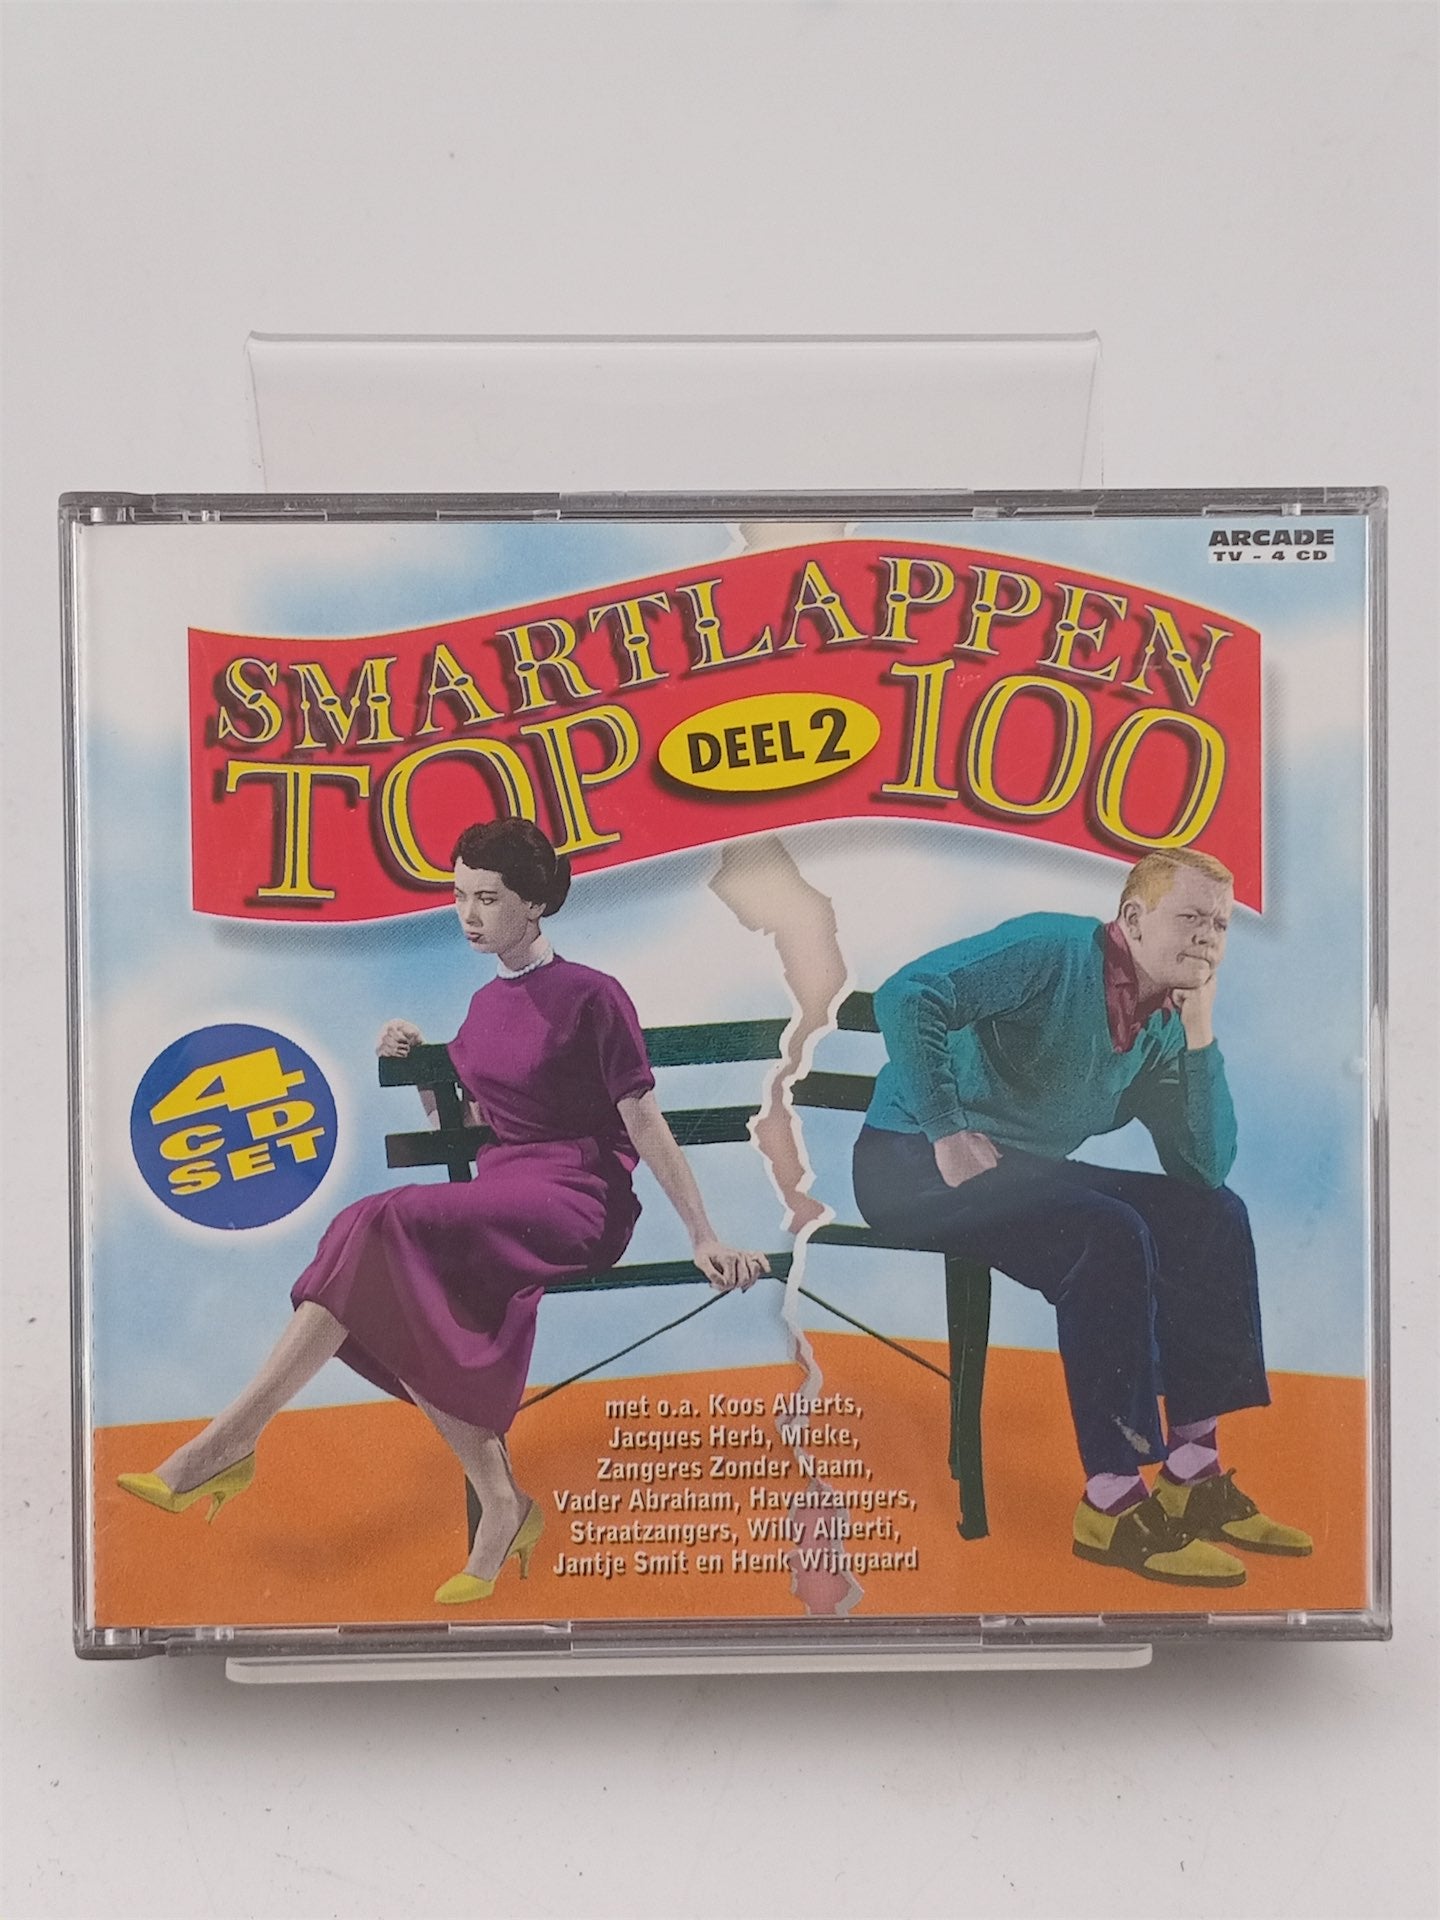 ARCADE
TV - 4 CD
SMARTLAPPEN
TOP DEEL 2 100
4
CD
SET
met o.a. Koos Alberts,
Jacques Herb, Mieke,
Zangeres Zonder Naam,
Vader Abraham, Havenzangers,
Straatzangers, Willy Alberti,
Jantje Smit en Henk Wijngaard